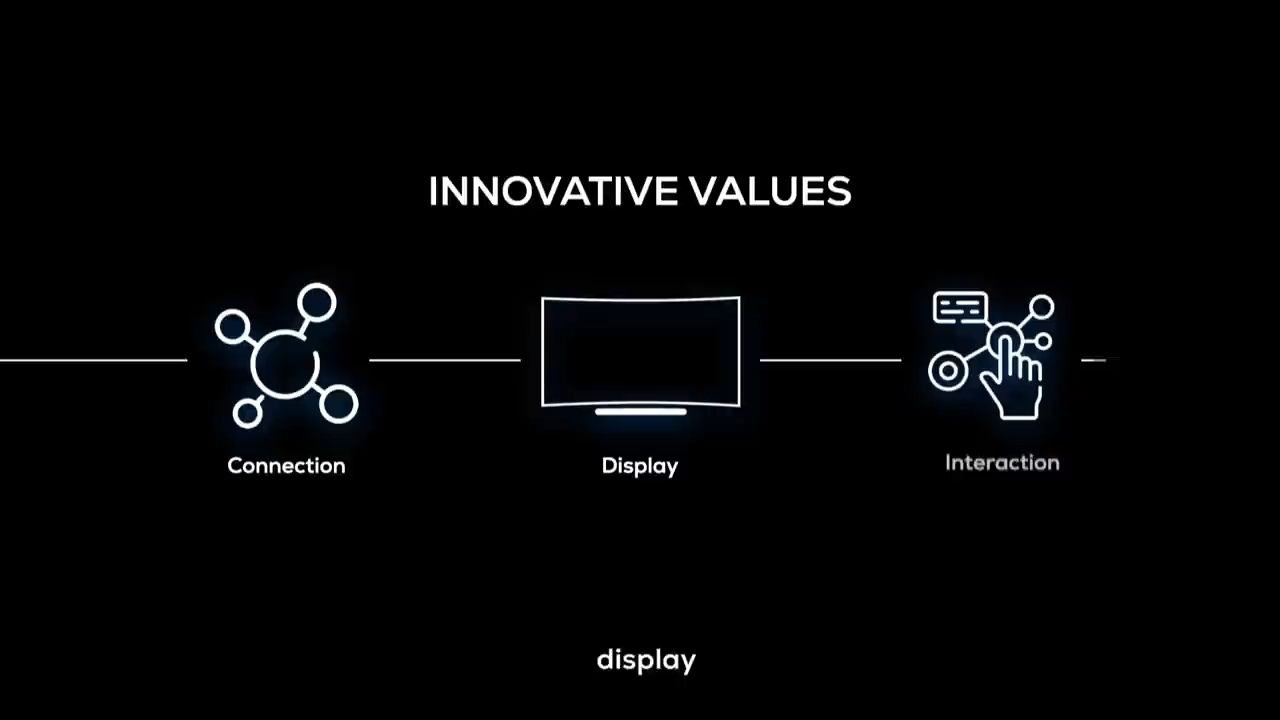 INNOVATIVE VALUES
Connection
Display
Interaction
display